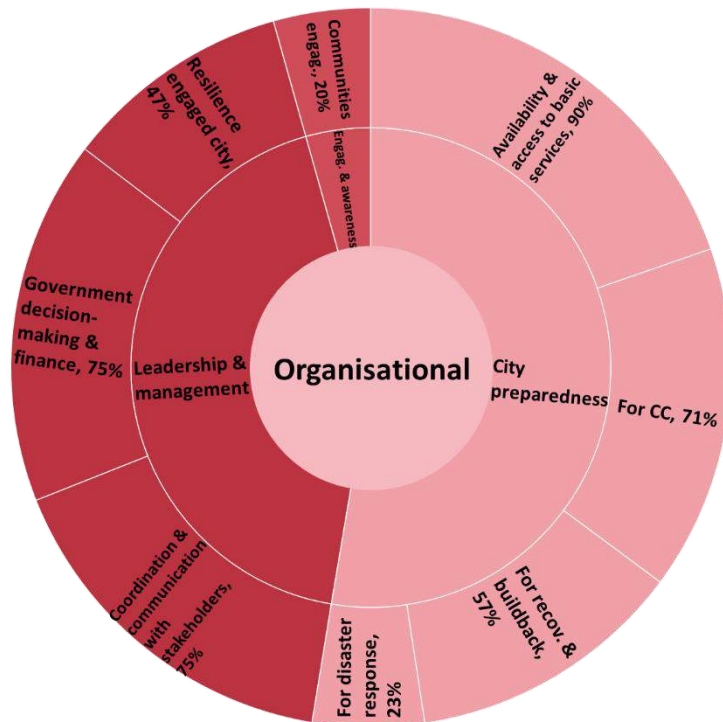 Organisational
City
preparedness
Availability &
access to basic
services, 90%
For CC, 71%
For recov. &
buildback,
57%
For disaster
response,
23%
Leadership &
management
Coordination &
communication
with
stakeholders,
75%
Government
decision-
making &
finance, 75%
Resilience
engaged city,
47%
Engag. & awareness
Communities
engag., 20%